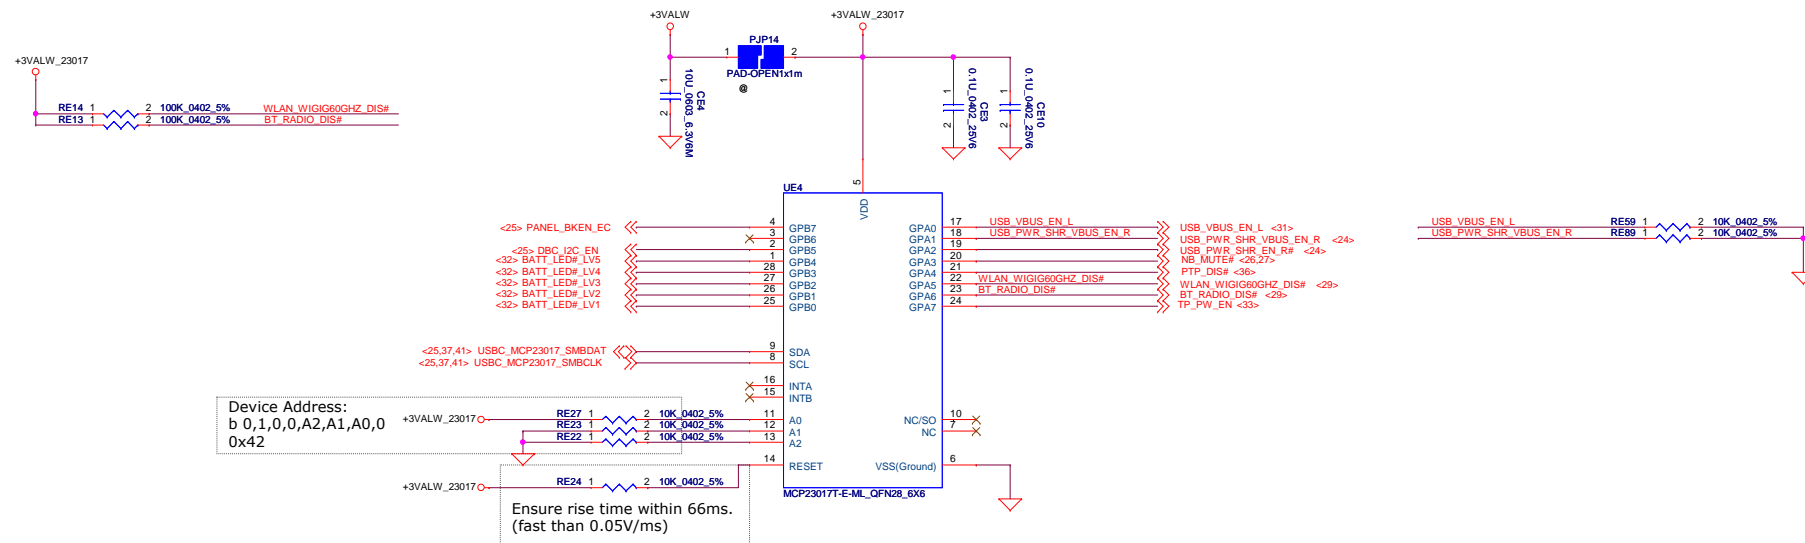 +3VALW
+3VALW_23017
+3VALW_23017
PJP14
1
2
PAD-OPEN1x1m
@
1
2
10U_0603_6.3V6M
CE4
1
2
0.1U_0402_25V6
CE3
1
2
0.1U_0402_25V6
CE10
RE14 1 2 100K_0402_5% WLAN_WIGIG60GHZ_DIS#
RE13 1 2 100K_0402_5% BT_RADIO_DIS#
UE4
5
VDD
<25> PANEL_BKEN_EC 4 GPB7
3 GPB6
<25> DBC_I2C_EN 2 GPB5
<32> BATT_LED#_LV5 1 GPB4
<32> BATT_LED#_LV4 28 GPB3
<32> BATT_LED#_LV3 27 GPB2
<32> BATT_LED#_LV2 26 GPB1
<32> BATT_LED#_LV1 25 GPB0
GPA0 17 USB_VBUS_EN_L USB_VBUS_EN_L <31>
GPA1 18 USB_PWR_SHR_VBUS_EN_R USB_PWR_SHR_VBUS_EN_R <24>
GPA2 19 USB_PWR_SHR_EN_R# <24>
GPA3 20 NB_MUTE# <26,27>
GPA4 21 PTP_DIS# <36>
GPA5 22 WLAN_WIGIG60GHZ_DIS# WLAN_WIGIG60GHZ_DIS# <29>
GPA6 23 BT_RADIO_DIS# BT_RADIO_DIS# <29>
GPA7 24 TP_PW_EN <33>
USB_VBUS_EN_L RE59 1 2 10K_0402_5%
USB_PWR_SHR_VBUS_EN_R RE89 1 2 10K_0402_5%
<25,37,41> USBC_MCP23017_SMBDAT 9 SDA
<25,37,41> USBC_MCP23017_SMBCLK 8 SCL
16 INTA
15 INTB
Device Address:
b 0,1,0,0,A2,A1,A0,0
0x42
+3VALW_23017 RE27 1 2 10K_0402_5% 11 A0
RE23 1 2 10K_0402_5% 12 A1
RE22 1 2 10K_0402_5% 13 A2
NC/SO 10
NC 7
14 RESET
VSS(Ground) 6
+3VALW_23017 RE24 1 2 10K_0402_5%
MCP23017T-E-ML_QFN28_6X6
Ensure rise time within 66ms.
(fast than 0.05V/ms)